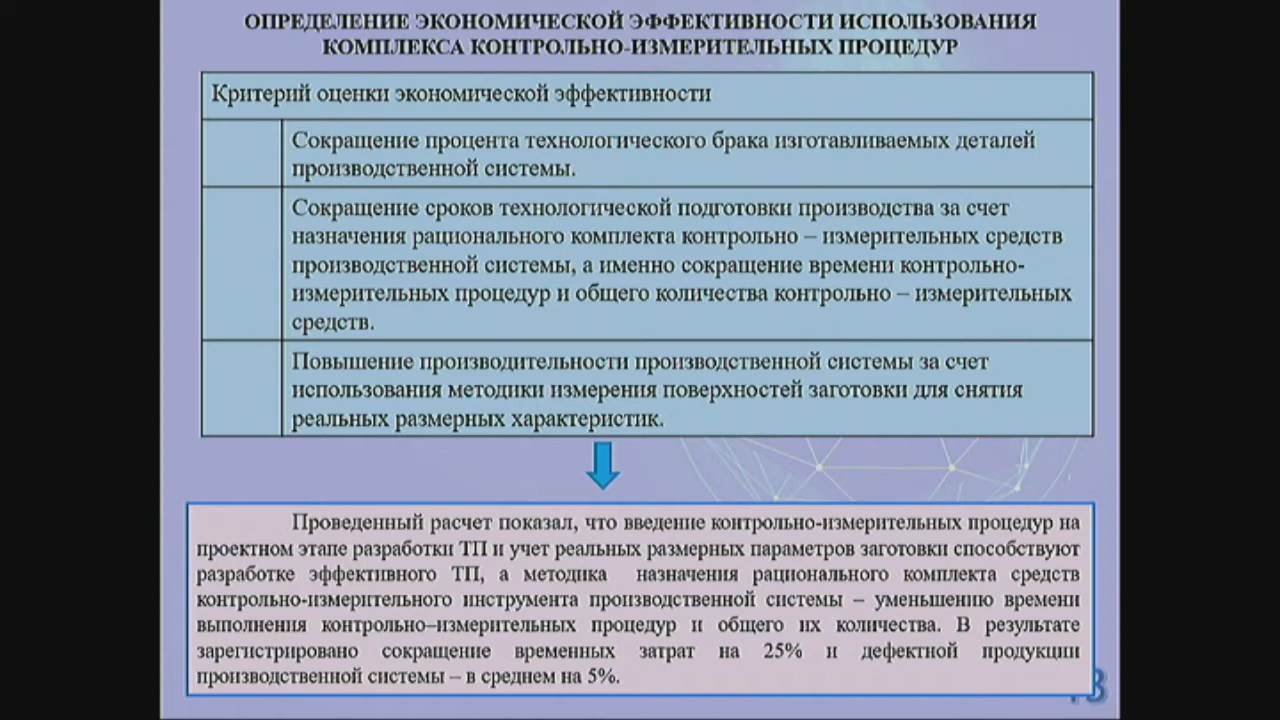 ОПРЕДЕЛЕНИЕ ЭКОНОМИЧЕСКОЙ ЭФФЕКТИВНОСТИ ИСПОЛЬЗОВАНИЯ
КОМПЛЕКСА КОНТРОЛЬНО-ИЗМЕРИТЕЛЬНЫХ ПРОЦЕДУР
Критерий оценки экономической эффективности
Сокращение процента технологического брака изготавливаемых деталей
производственной системы.
Сокращение сроков технологической подготовки производства за счет
назначения рационального комплекта контрольно – измерительных средств
производственной системы, а именно сокращение времени контрольно-
измерительных процедур и общего количества контрольно – измерительных
средств.
Повышение производительности производственной системы за счет
использования методики измерения поверхностей заготовки для снятия
реальных размерных характеристик.
Проведенный расчет показал, что введение контрольно-измерительных процедур на
проектном этапе разработки ТП и учет реальных размерных параметров заготовки способствуют
разработке эффективного ТП, а методика назначения рационального комплекта средств
контрольно-измерительного инструмента производственной системы – уменьшению времени
выполнения контрольно–измерительных процедур и общего их количества. В результате
зарегистрировано сокращение временных затрат на 25% и дефектной продукции
производственной системы – в среднем на 5%.